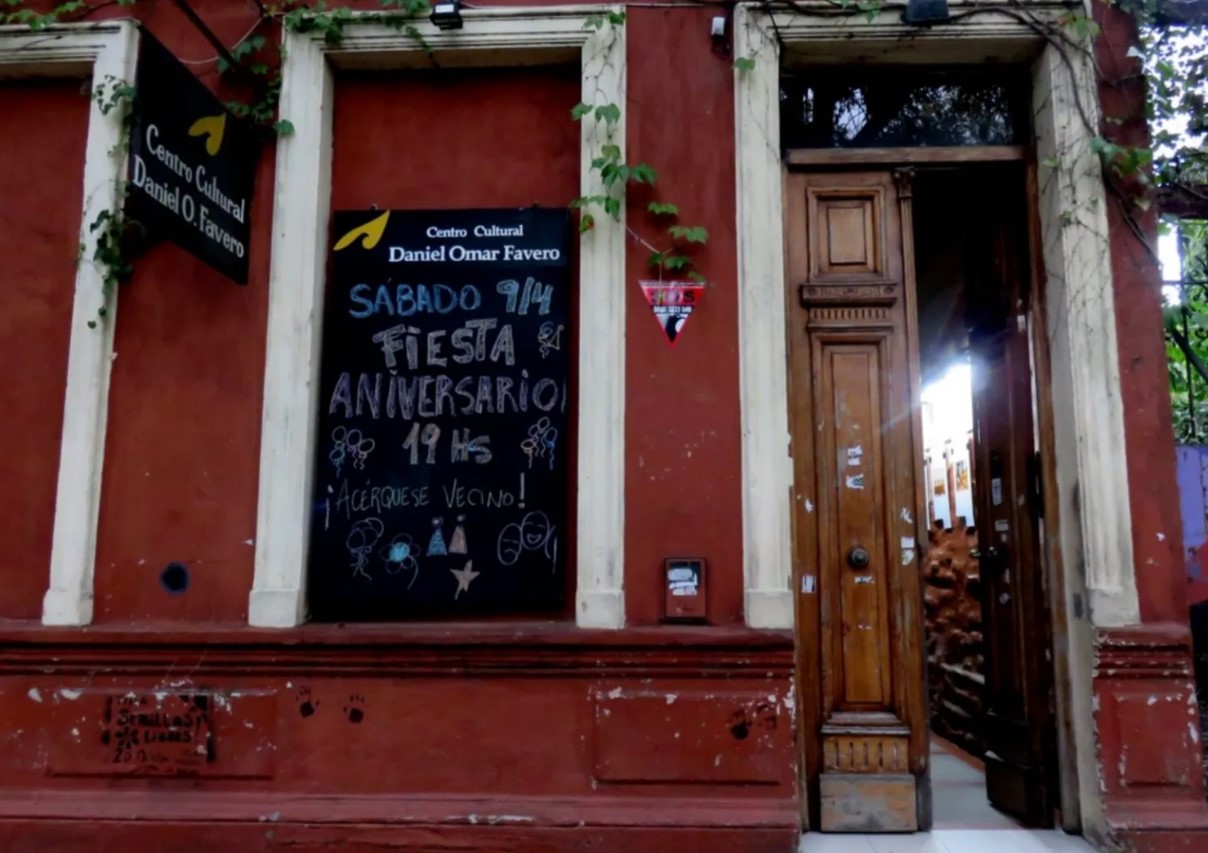 Centro Cultural
Daniel O. Favero
Centro Cultural
Daniel Omar Favero
SÁBADO 9/4
FIESTA
ANIVERSARIO
19 Hs
¡ACÉRQUESE VECINO!
SEMILLAS
LIBRES